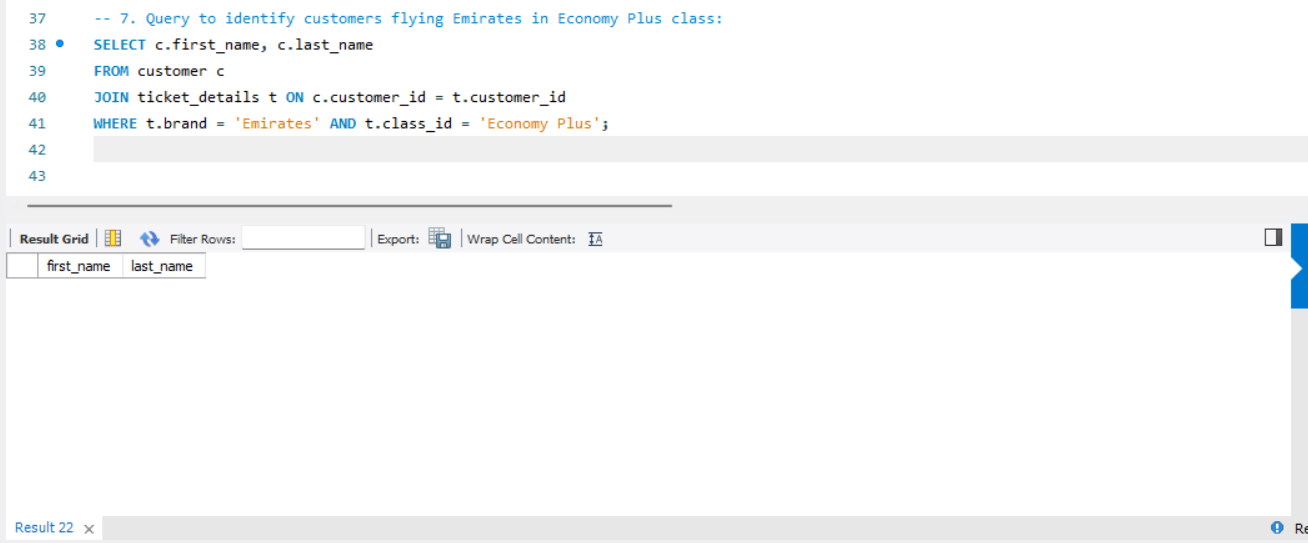 37 -- 7. Query to identify customers flying Emirates in Economy Plus class:
38 SELECT c.first_name, c.last_name
39 FROM customer c
40 JOIN ticket_details t ON c.customer_id = t.customer_id
41 WHERE t.brand = 'Emirates' AND t.class_id = 'Economy Plus';
42
43
Result Grid Filter Rows: Export: Wrap Cell Content: IA
first_name last_name
Result 22 × Re